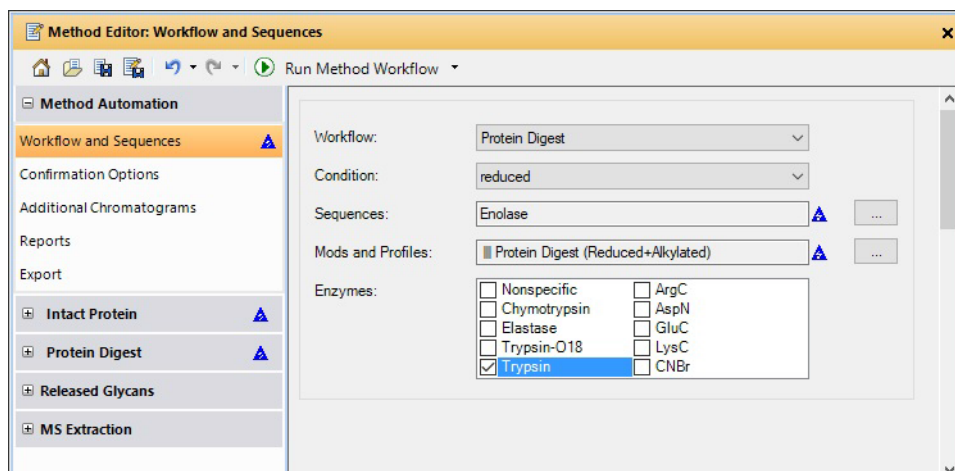 Method Editor: Workflow and Sequences
Run Method Workflow
Method Automation
Workflow and Sequences
Confirmation Options
Additional Chromatograms
Reports
Export
Intact Protein
Protein Digest
Released Glycans
MS Extraction
Workflow: Protein Digest
Condition: reduced
Sequences: Enolase ...
Mods and Profiles: Protein Digest (Reduced+Alkylated) ...
Enzymes:
Nonspecific ArgC
Chymotrypsin AspN
Elastase GluC
Trypsin-O18 LysC
Trypsin CNBr